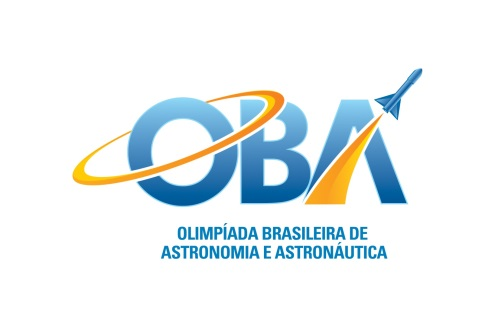 OBA
OLIMPÍADA BRASILEIRA DE
ASTRONOMIA E ASTRONÁUTICA